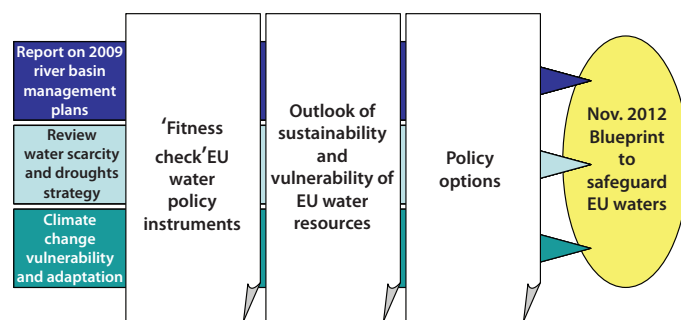 Report on 2009
river basin
management
plans
Review
water scarcity
and droughts
strategy
Climate
change
vulnerability
and adaptation
‘Fitness
check’EU
water
policy
instruments
Outlook of
sustainability
and
vulnerability of
EU water
resources
Policy
options
Nov. 2012
Blueprint
to
safeguard
EU waters